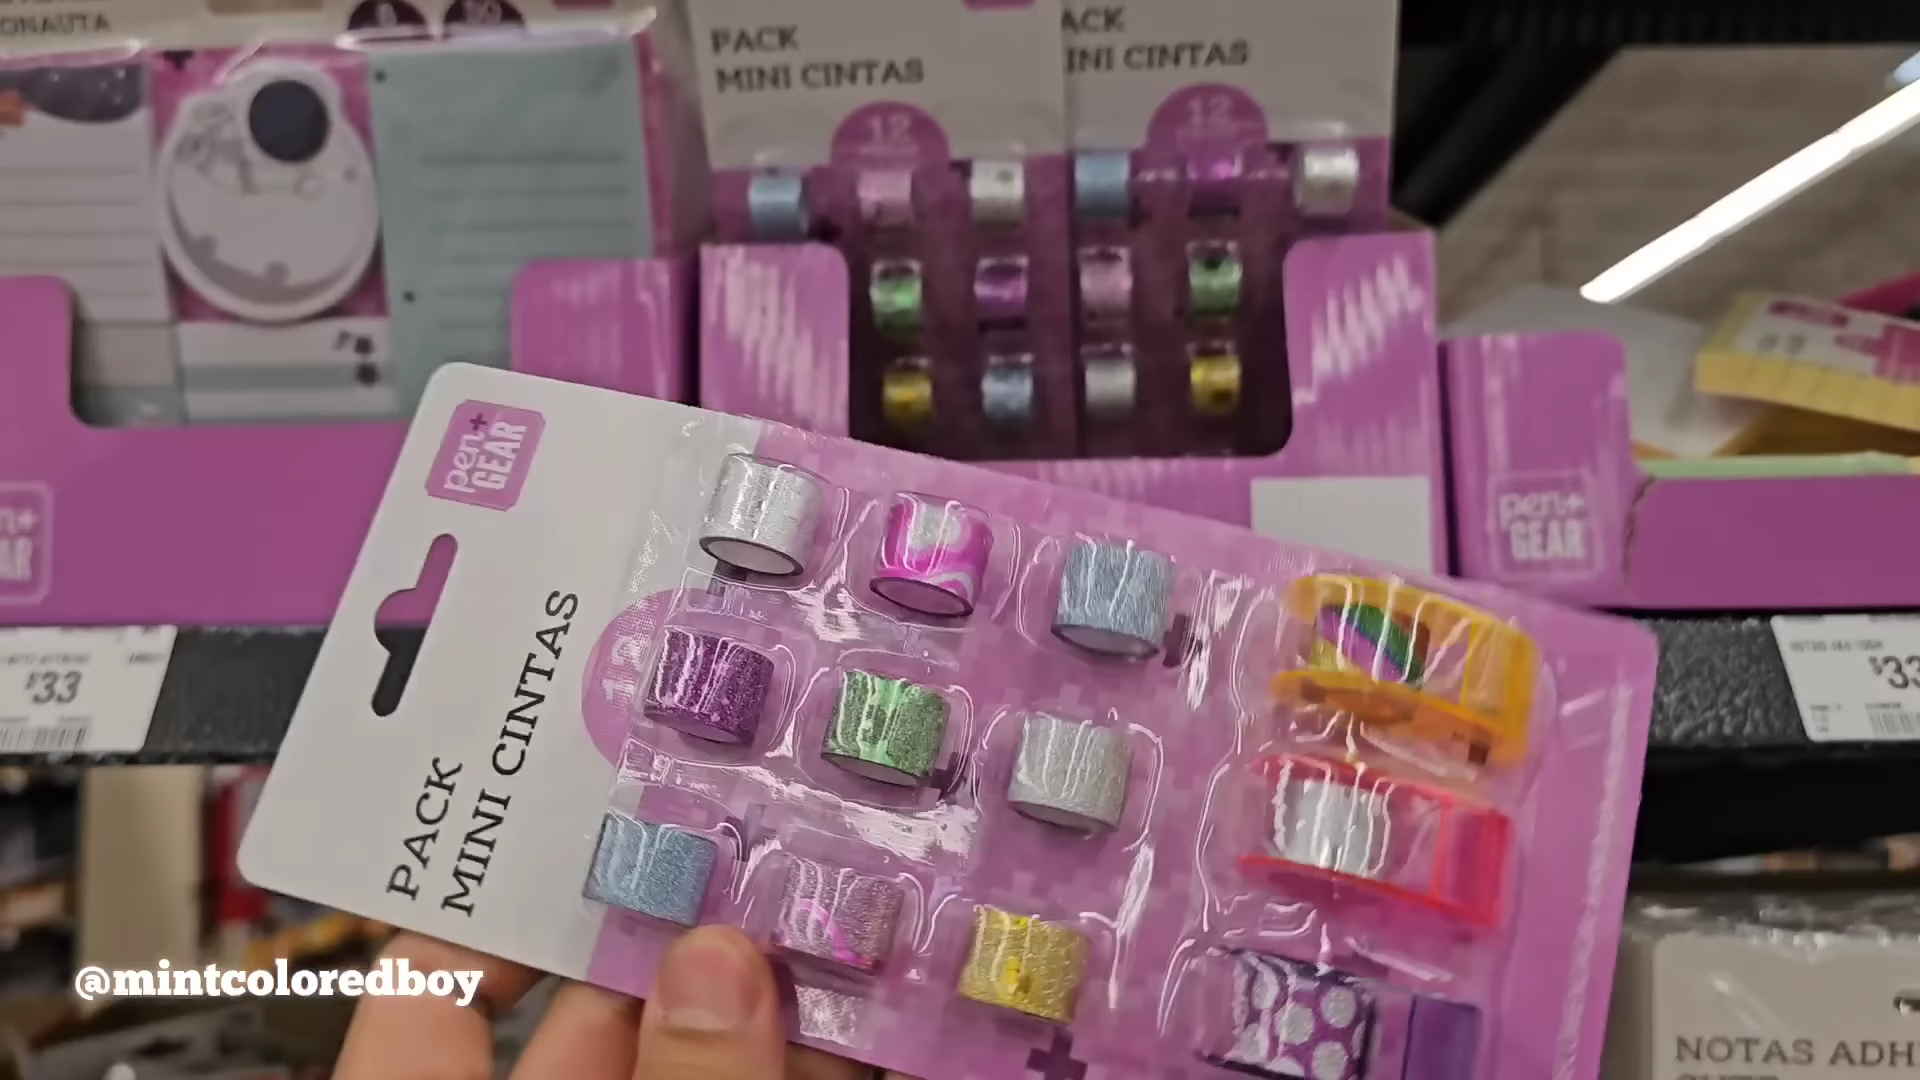 ONAUTA
PACK
MINI CINTAS
12
ACK
INI CINTAS
12
pen+
GEAR
PACK
MINI CINTAS
12
pen+
GEAR
$33
$33
@mintcoloredboy
NOTAS ADH